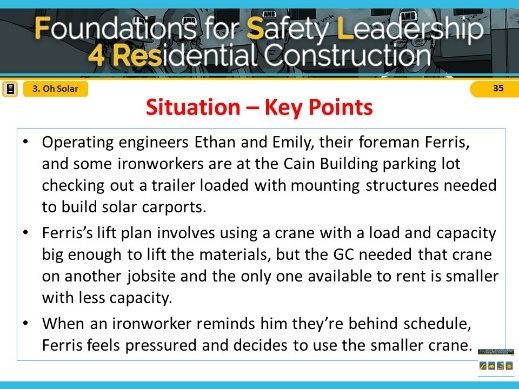 Foundations for Safety Leadership
4 Residential Construction
3. Oh Solar
35
Situation – Key Points
• Operating engineers Ethan and Emily, their foreman Ferris,
and some ironworkers are at the Cain Building parking lot
checking out a trailer loaded with mounting structures needed
to build solar carports.
• Ferris's lift plan involves using a crane with a load and capacity
big enough to lift the materials, but the GC needed that crane
on another jobsite and the only one available to rent is smaller
with less capacity.
• When an ironworker reminds him they're behind schedule,
Ferris feels pressured and decides to use the smaller crane.